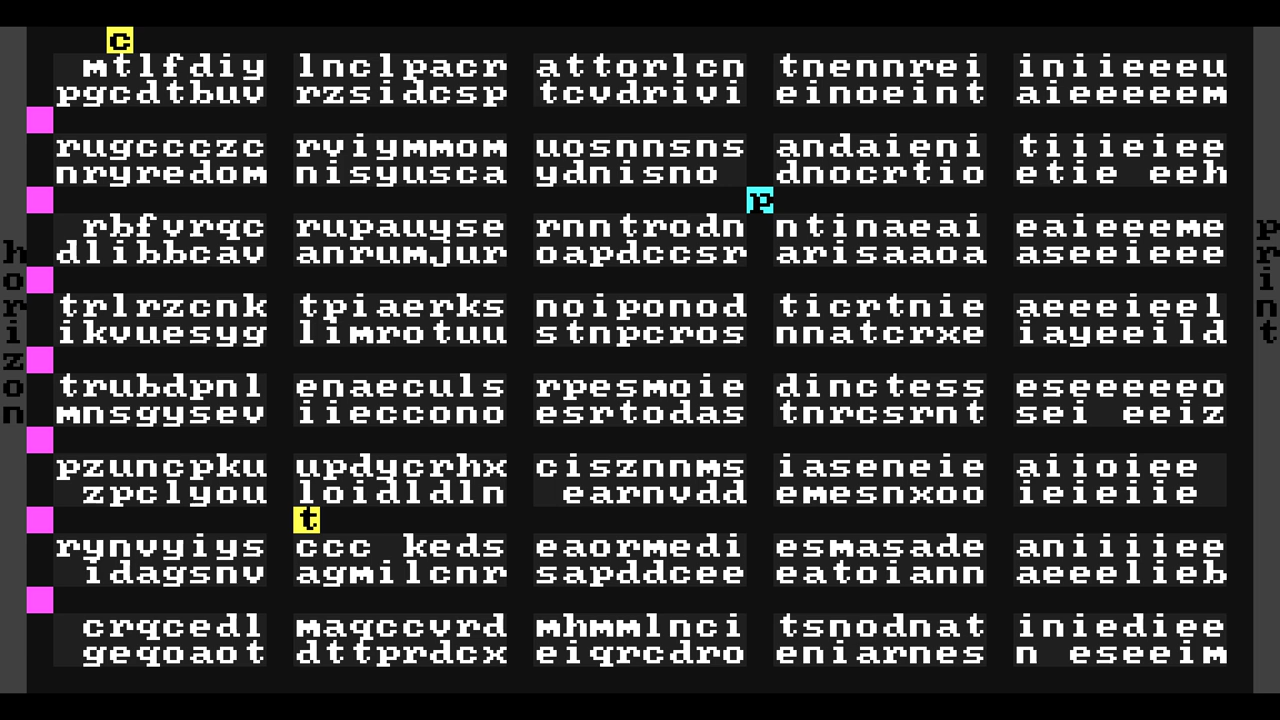 c
mtlfdiy lnclpacr attorlcn tnennrei iniieeeu
pgcdtbuv rzsidcsp tcvdrivi einoeint aieeeeem
rugccczc rviymmom uosnnsns andaieni tiiieiee
nryredom nisyusca ydnisno dnocrtio etie eeh
rbfvrqc rupauyse rnntrodn ntinaeai eaieeeme
dlibbcav anrumjur oapdccsr arisaaoa aseeieee
trlrzcnk tpiaerks noiponod ticrtnie aeeeieel
ikvuesyg limrotuu stnpcros nnatcrxe iayeeild
trubdpnl enaeculs rpesmoie dinctess eseeeeeo
mnsgysev iieccono esrtodas tnrcsrnt sei eeiz
pzuncpku updycrhx cisznnms iaseneie aiioiee
zpclyou loidldln earnvdd emesnxoo ieieiie
t
rynvyiys ccc keds eaormedi esmasade aniiiiee
idagsnv agmilcnr sapddcee eatoiann aeeelieb
crqcedl maqccvrd mhmmlnci tsnodnat iniediee
geqoaot dttprdcx eiqrcdro eniarnes n eseeim
horizon
print